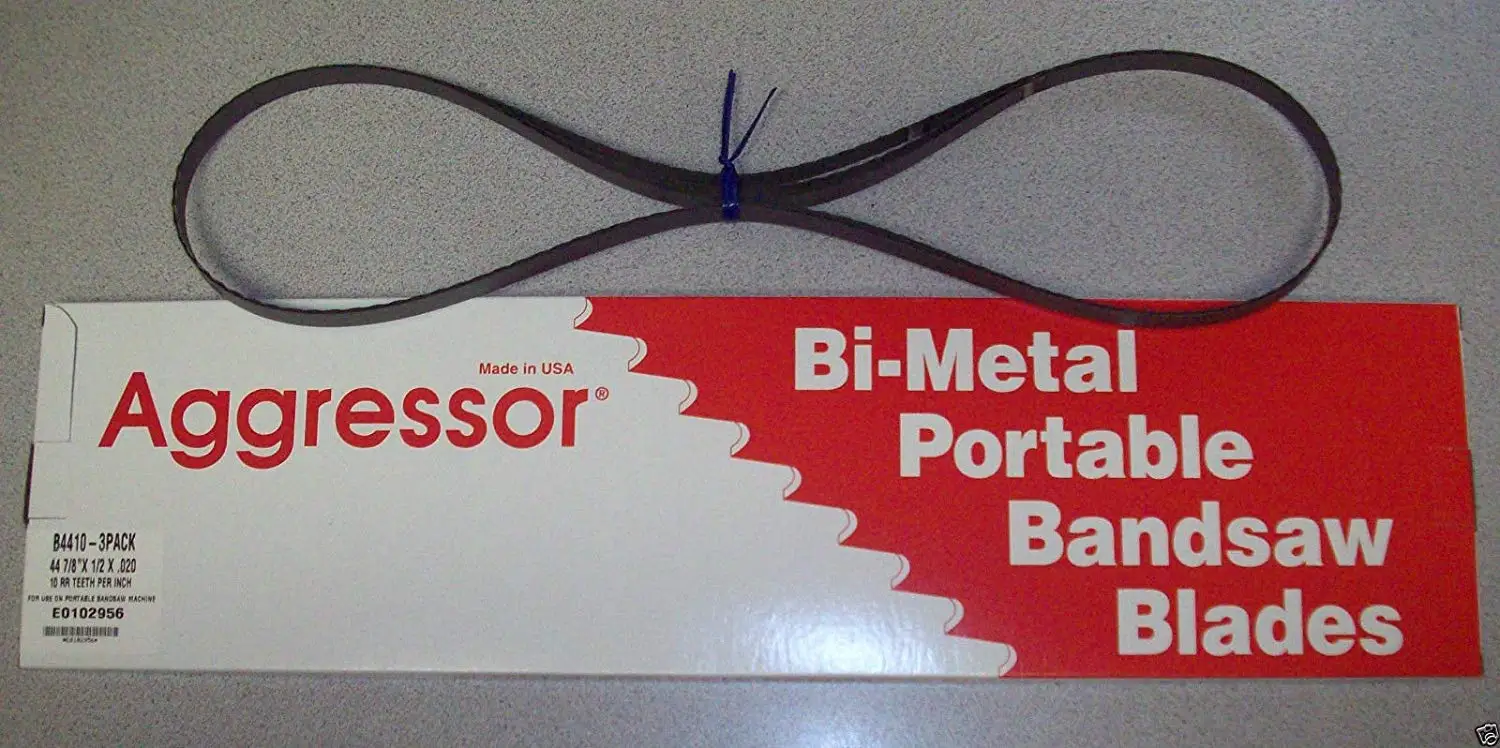 Made in USA
Aggressor®
Bi-Metal
Portable
Bandsaw
Blades
B4410-3PACK
44 7/8"X 1/2 X .020
10 RR TEETH PER INCH
FOR USE ON PORTABLE BANDSAW MACHINE
E0102956
*E0102956*